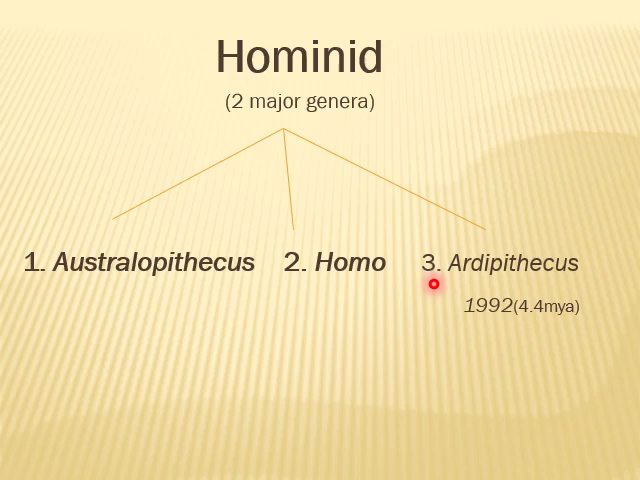 Hominid
(2 major genera)
1. Australopithecus 2. Homo 3. Ardipithecus
1992(4.4mya)